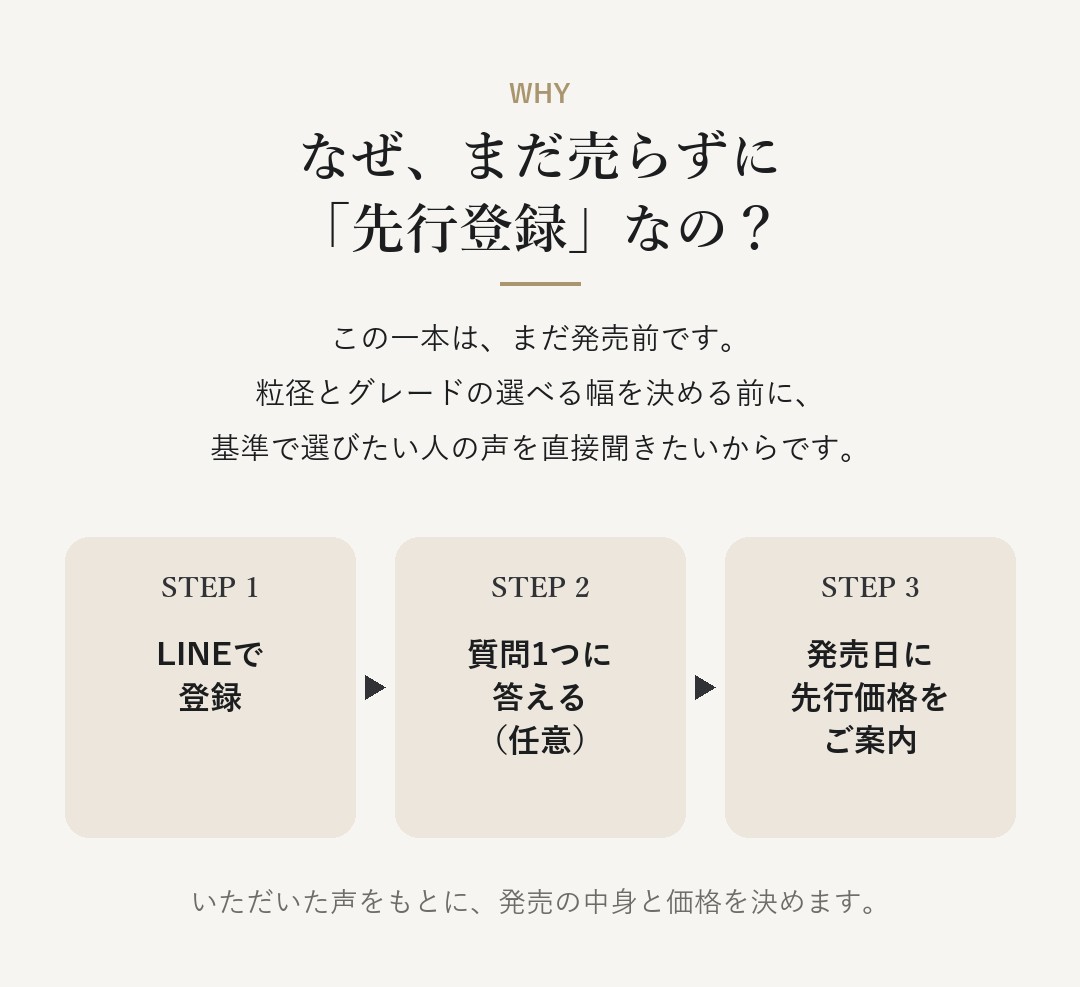 WHY
なぜ、まだ売らずに
「先行登録」なの？
この一本は、まだ発売前です。
粒径とグレードの選べる幅を決める前に、
基準で選びたい人の声を直接聞きたいからです。
STEP 1
LINEで
登録
STEP 2
質問1つに
答える
（任意）
STEP 3
発売日に
先行価格を
ご案内
いただいた声をもとに、発売の中身と価格を決めます。